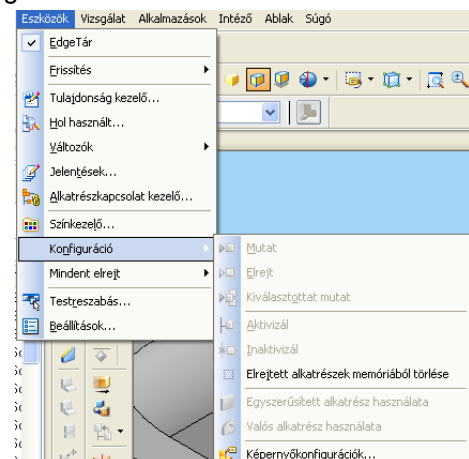 Eszközök Vizsgálat Alkalmazások Intéző Ablak Súgó
EdgeTár
Frissítés
Tulajdonság kezelő...
Hol használt...
Változók
Jelentések...
Alkatrészkapcsolat kezelő...
Színkezelő...
Konfiguráció
Mindent elrejt
Testreszabás...
Beállítások...
Mutat
Elrejt
Kiválasztottat mutat
Aktivizál
Inaktivizál
Elrejtett alkatrészek memóriából törlése
Egyszerűsített alkatrész használata
Valós alkatrész használata
Képernyőkonfigurációk...